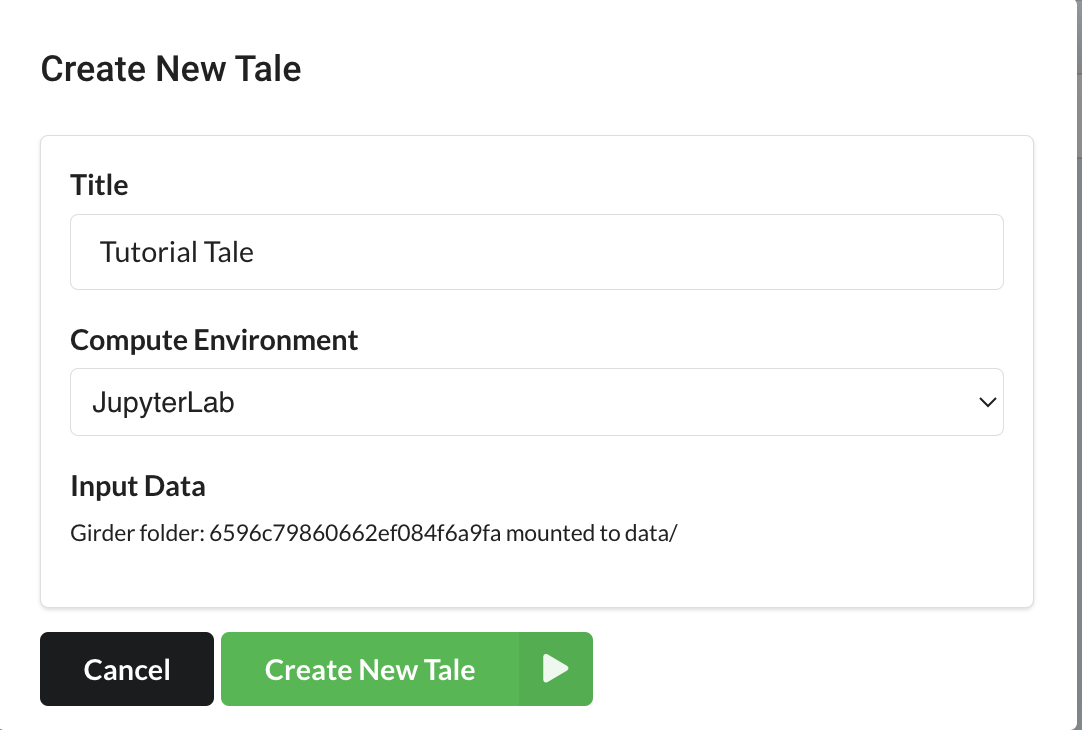 Create New Tale
Title
Tutorial Tale
Compute Environment
JupyterLab
Input Data
Girder folder: 6596c79860662ef084f6a9fa mounted to data/
Cancel
Create New Tale